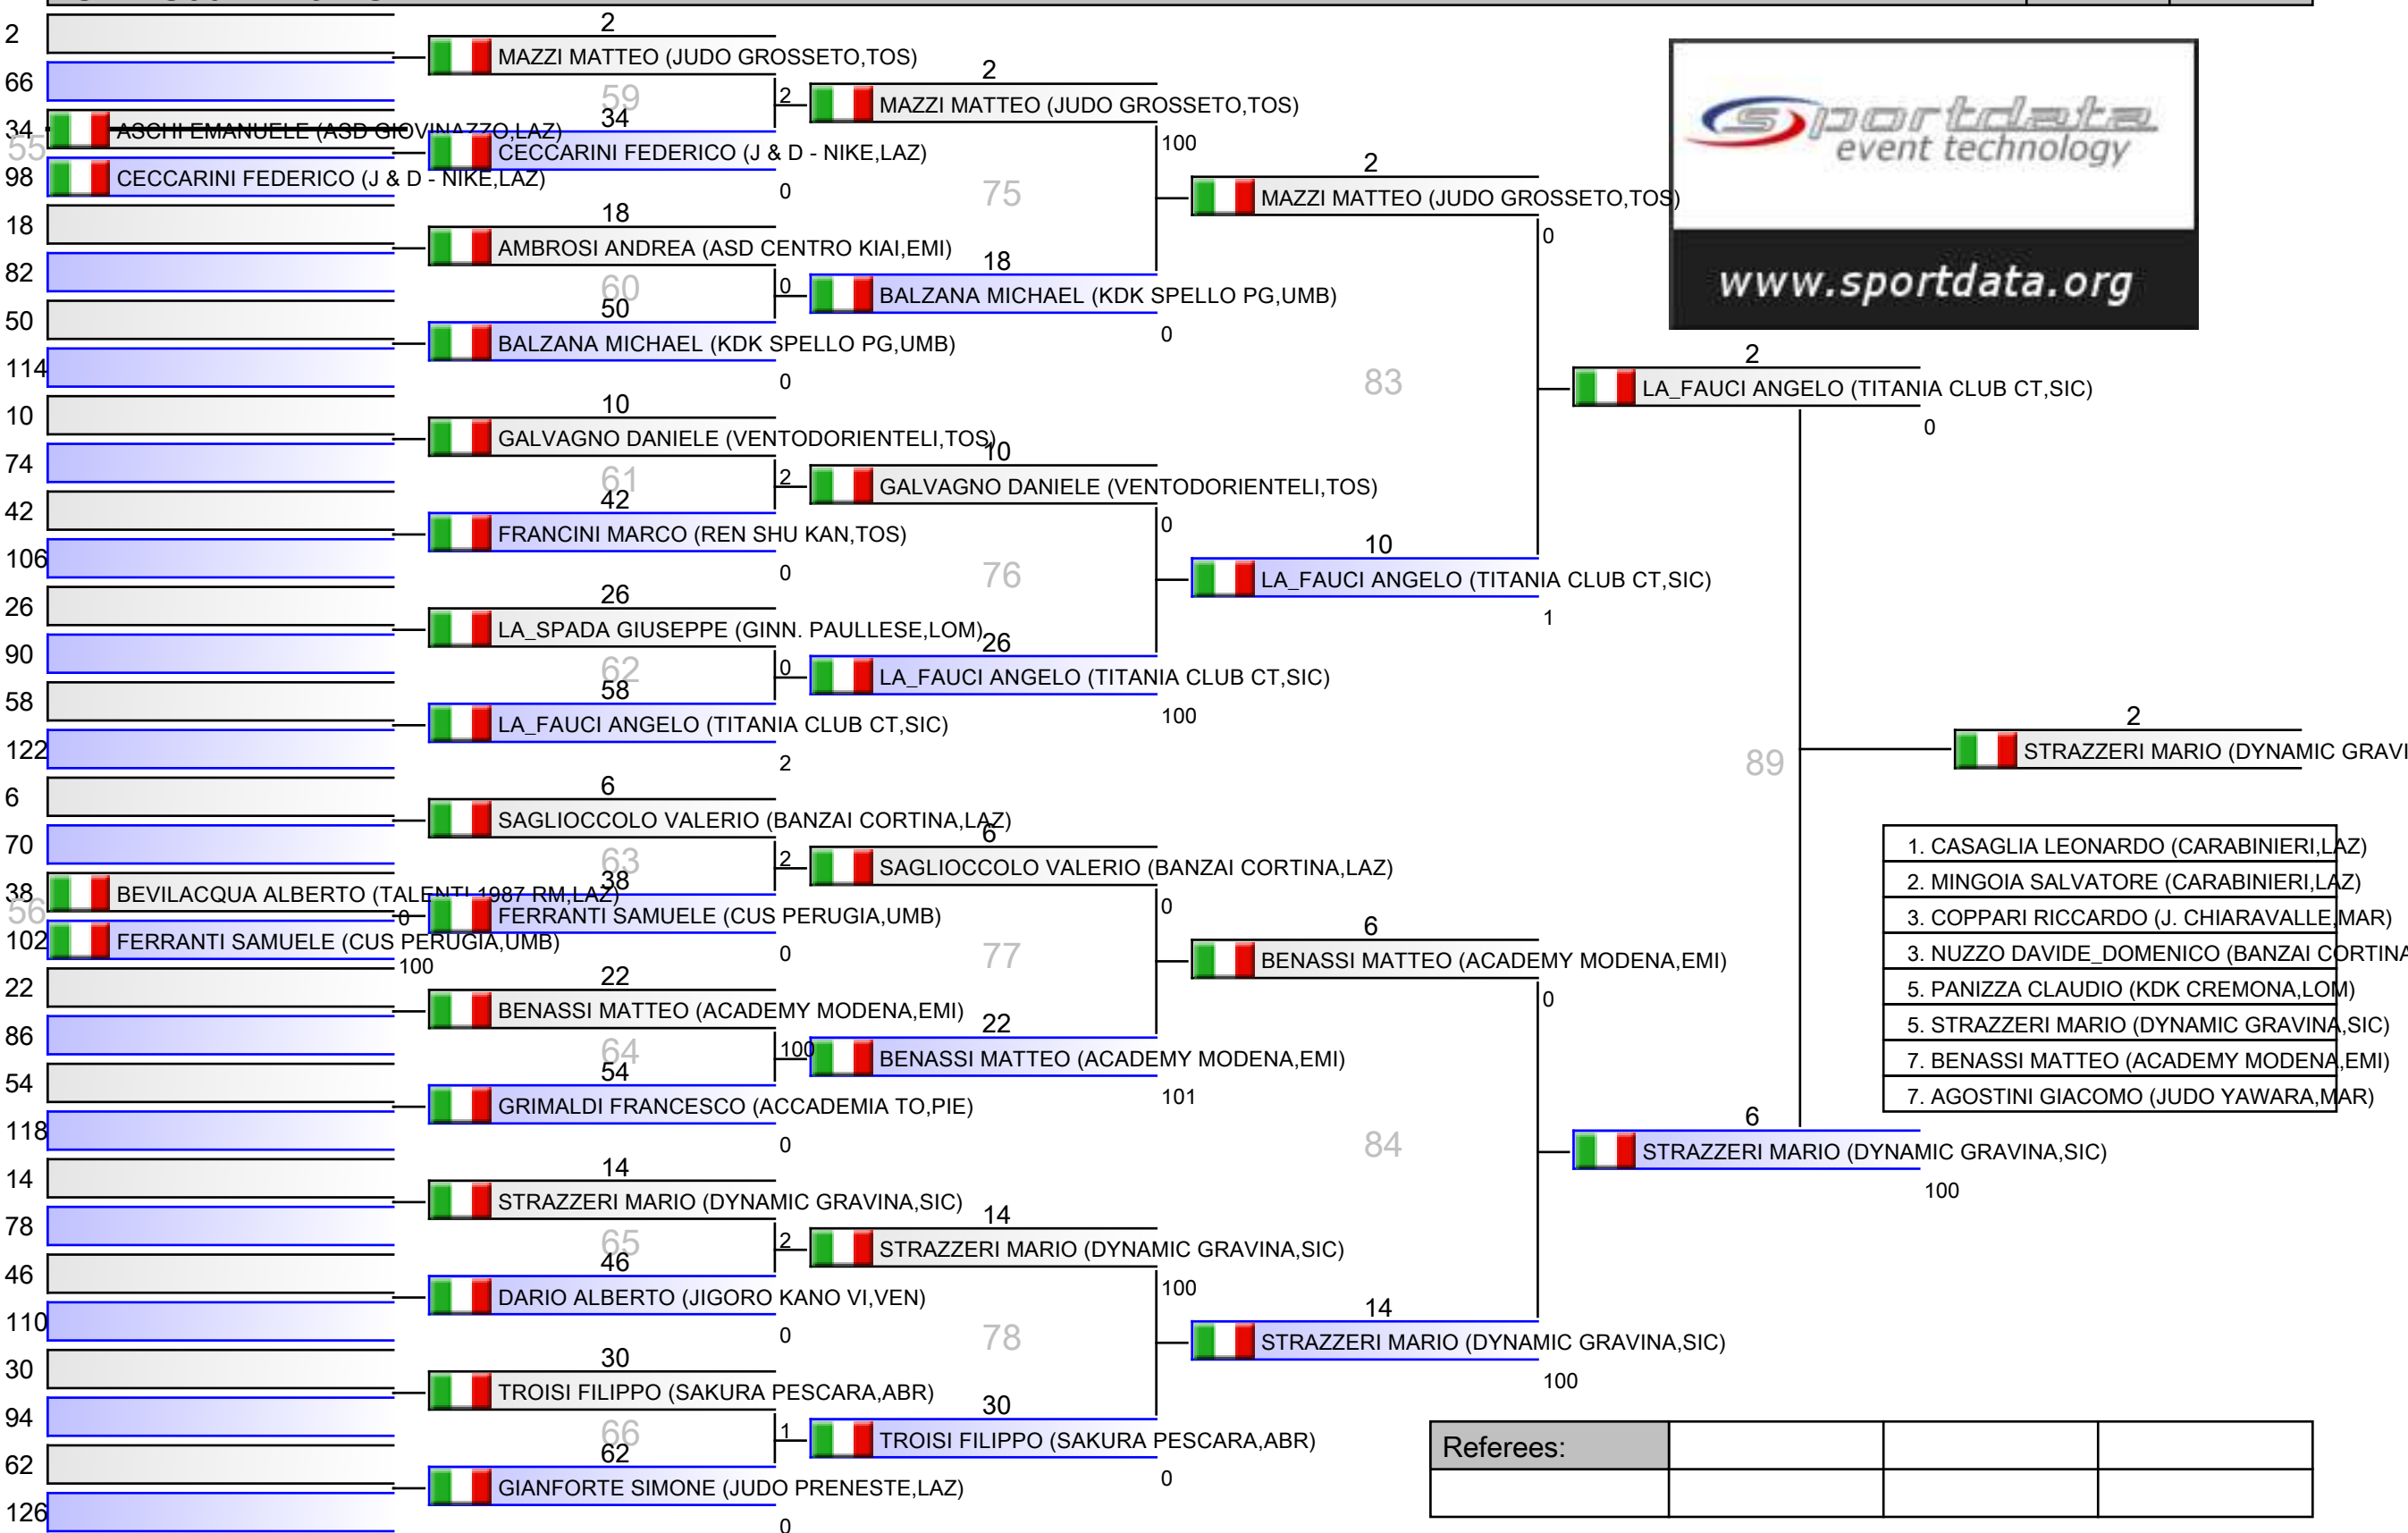 2
66
34
ASCHI EMANUELE (ASD GIOVINAZZO,LAZ)
55
98
CECCARINI FEDERICO (J & D - NIKE,LAZ)
18
82
50
114
10
74
42
106
26
90
58
122
6
70
38
BEVILACQUA ALBERTO (TALENTI 1987 RM,LAZ)
0
56
102
FERRANTI SAMUELE (CUS PERUGIA,UMB)
100
22
86
54
118
14
78
46
110
30
94
62
126
2
MAZZI MATTEO (JUDO GROSSETO,TOS)
2
59
34
CECCARINI FEDERICO (J & D - NIKE,LAZ)
0
18
AMBROSI ANDREA (ASD CENTRO KIAI,EMI)
0
60
50
BALZANA MICHAEL (KDK SPELLO PG,UMB)
0
10
GALVAGNO DANIELE (VENTODORIENTELI,TOS)
2
61
42
FRANCINI MARCO (REN SHU KAN,TOS)
0
26
LA_SPADA GIUSEPPE (GINN. PAULLESE,LOM)
0
62
58
LA_FAUCI ANGELO (TITANIA CLUB CT,SIC)
2
6
SAGLIOCCOLO VALERIO (BANZAI CORTINA,LAZ)
2
63
38
FERRANTI SAMUELE (CUS PERUGIA,UMB)
0
22
BENASSI MATTEO (ACADEMY MODENA,EMI)
100
64
54
GRIMALDI FRANCESCO (ACCADEMIA TO,PIE)
0
14
STRAZZERI MARIO (DYNAMIC GRAVINA,SIC)
2
65
46
DARIO ALBERTO (JIGORO KANO VI,VEN)
0
30
TROISI FILIPPO (SAKURA PESCARA,ABR)
1
66
62
GIANFORTE SIMONE (JUDO PRENESTE,LAZ)
0
2
MAZZI MATTEO (JUDO GROSSETO,TOS)
100
75
18
BALZANA MICHAEL (KDK SPELLO PG,UMB)
0
10
GALVAGNO DANIELE (VENTODORIENTELI,TOS)
0
76
26
LA_FAUCI ANGELO (TITANIA CLUB CT,SIC)
100
6
SAGLIOCCOLO VALERIO (BANZAI CORTINA,LAZ)
0
77
22
BENASSI MATTEO (ACADEMY MODENA,EMI)
101
14
STRAZZERI MARIO (DYNAMIC GRAVINA,SIC)
100
78
30
TROISI FILIPPO (SAKURA PESCARA,ABR)
0
2
MAZZI MATTEO (JUDO GROSSETO,TOS)
0
83
10
LA_FAUCI ANGELO (TITANIA CLUB CT,SIC)
1
6
BENASSI MATTEO (ACADEMY MODENA,EMI)
0
84
14
STRAZZERI MARIO (DYNAMIC GRAVINA,SIC)
100
sportdata
event technology
www.sportdata.org
2
LA_FAUCI ANGELO (TITANIA CLUB CT,SIC)
0
89
6
STRAZZERI MARIO (DYNAMIC GRAVINA,SIC)
100
2
STRAZZERI MARIO (DYNAMIC GRAVI
1. CASAGLIA LEONARDO (CARABINIERI,LAZ)
2. MINGOIA SALVATORE (CARABINIERI,LAZ)
3. COPPARI RICCARDO (J. CHIARAVALLE,MAR)
3. NUZZO DAVIDE_DOMENICO (BANZAI CORTINA
5. PANIZZA CLAUDIO (KDK CREMONA,LOM)
5. STRAZZERI MARIO (DYNAMIC GRAVINA,SIC)
7. BENASSI MATTEO (ACADEMY MODENA,EMI)
7. AGOSTINI GIACOMO (JUDO YAWARA,MAR)
Referees: